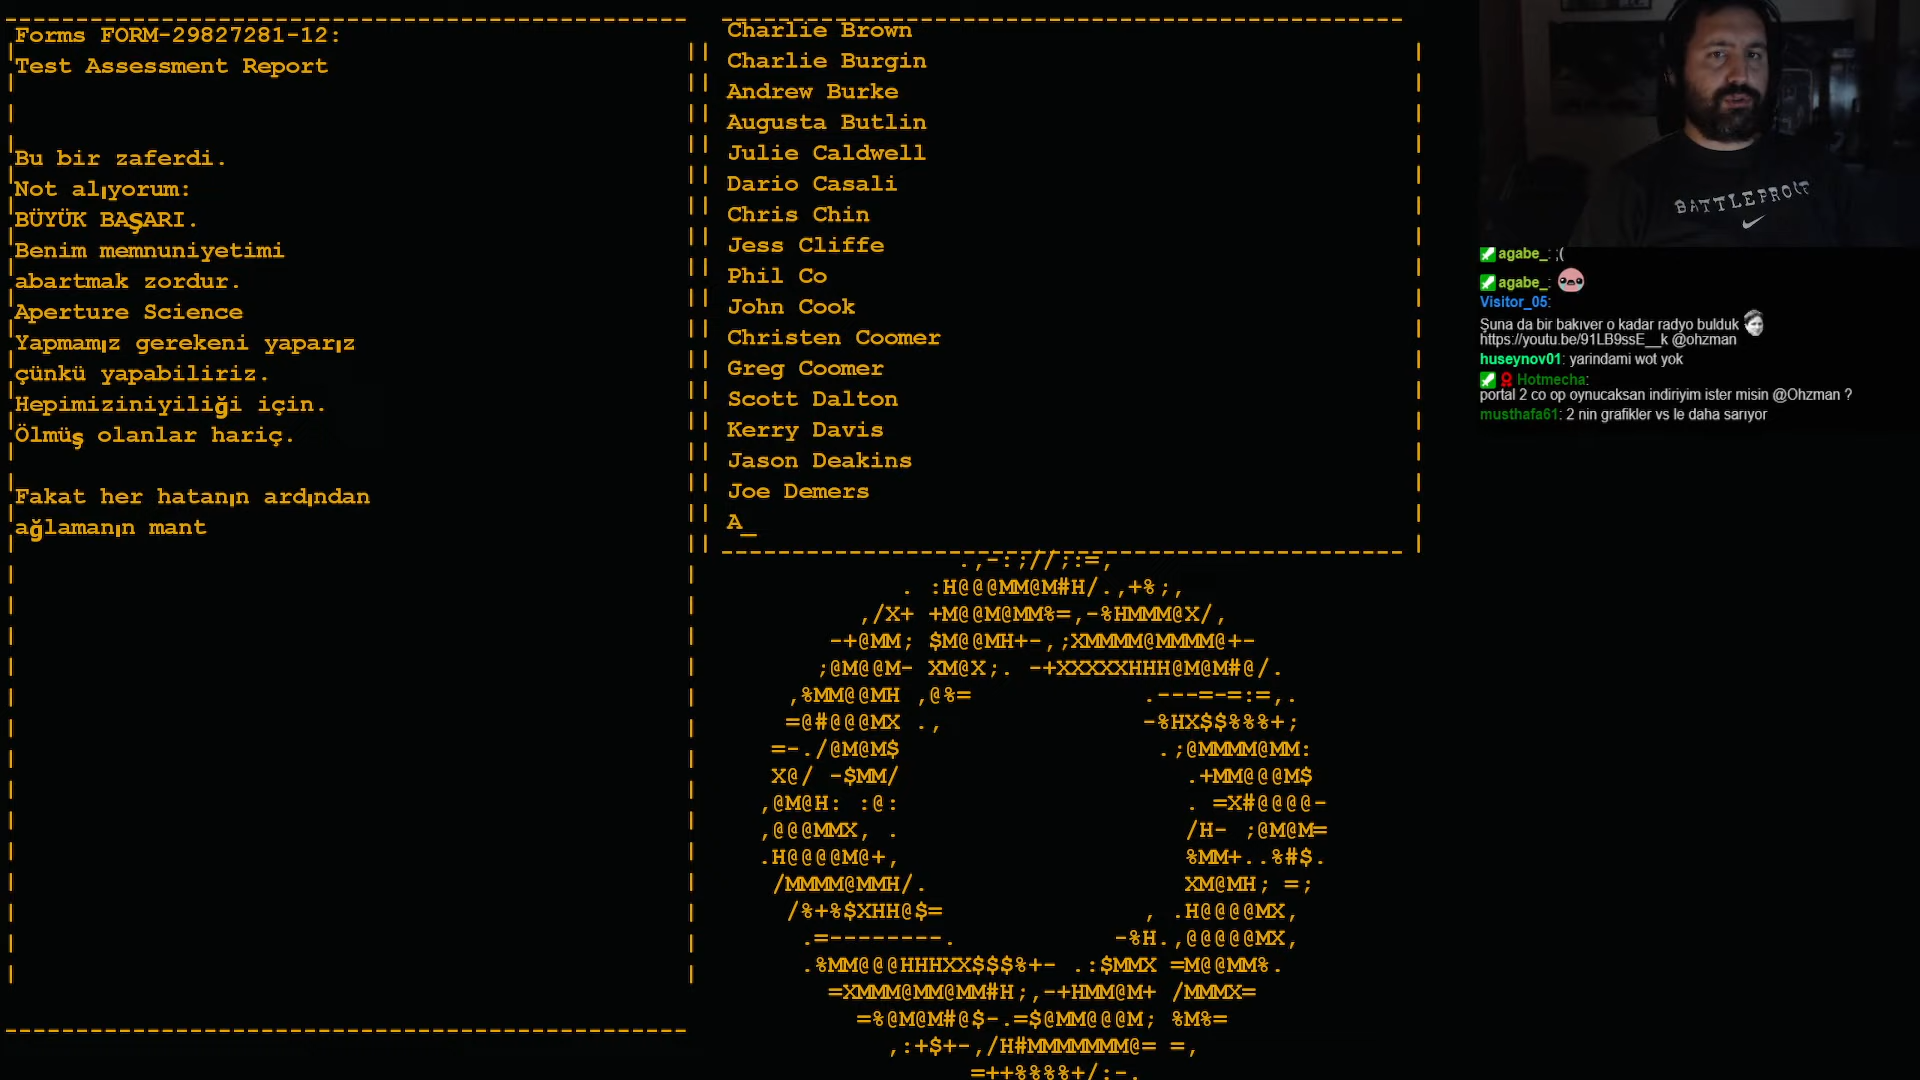 Forms FORM-29827281-12:
Test Assessment Report
Bu bir zaferdi.
Not alıyorum:
BÜYÜK BAŞARI.
Benim memnuniyetimi
abartmak zordur.
Aperture Science
Yapmamız gerekeni yaparız
çünkü yapabiliriz.
Hepimiziniyiliği için.
Ölmüş olanlar hariç.
Fakat her hatanın ardından
ağlamanın mant
Charlie Brown
Charlie Burgin
Andrew Burke
Augusta Butlin
Julie Caldwell
Dario Casali
Chris Chin
Jess Cliffe
Phil Co
John Cook
Christen Coomer
Greg Coomer
Scott Dalton
Kerry Davis
Jason Deakins
Joe Demers
A_
BATTLEPROOF
agabe_: ;(
agabe_:
Visitor_05:
Şuna da bir bakıver o kadar radyo bulduk
https://youtu.be/91LB9ssE__k @ohzman
huseynov01: yarindami wot yok
Hotmecha:
portal 2 co op oynucaksan indiriyim ister misin @Ohzman ?
musthafa61: 2 nin grafikler vs le daha sarıyor